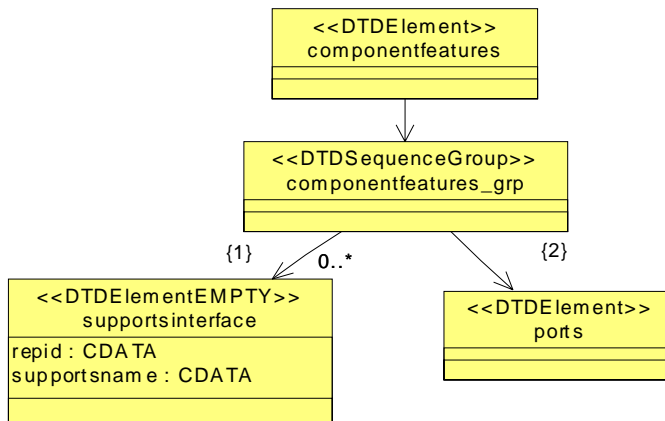 <<DTDElement>>
componentfeatures
<<DTDSequenceGroup>>
componentfeatures_grp
{1}
0..*
{2}
<<DTDElementEMPTY>>
supportsinterface
repid : CDATA
supportsname : CDATA
<<DTDElement>>
ports